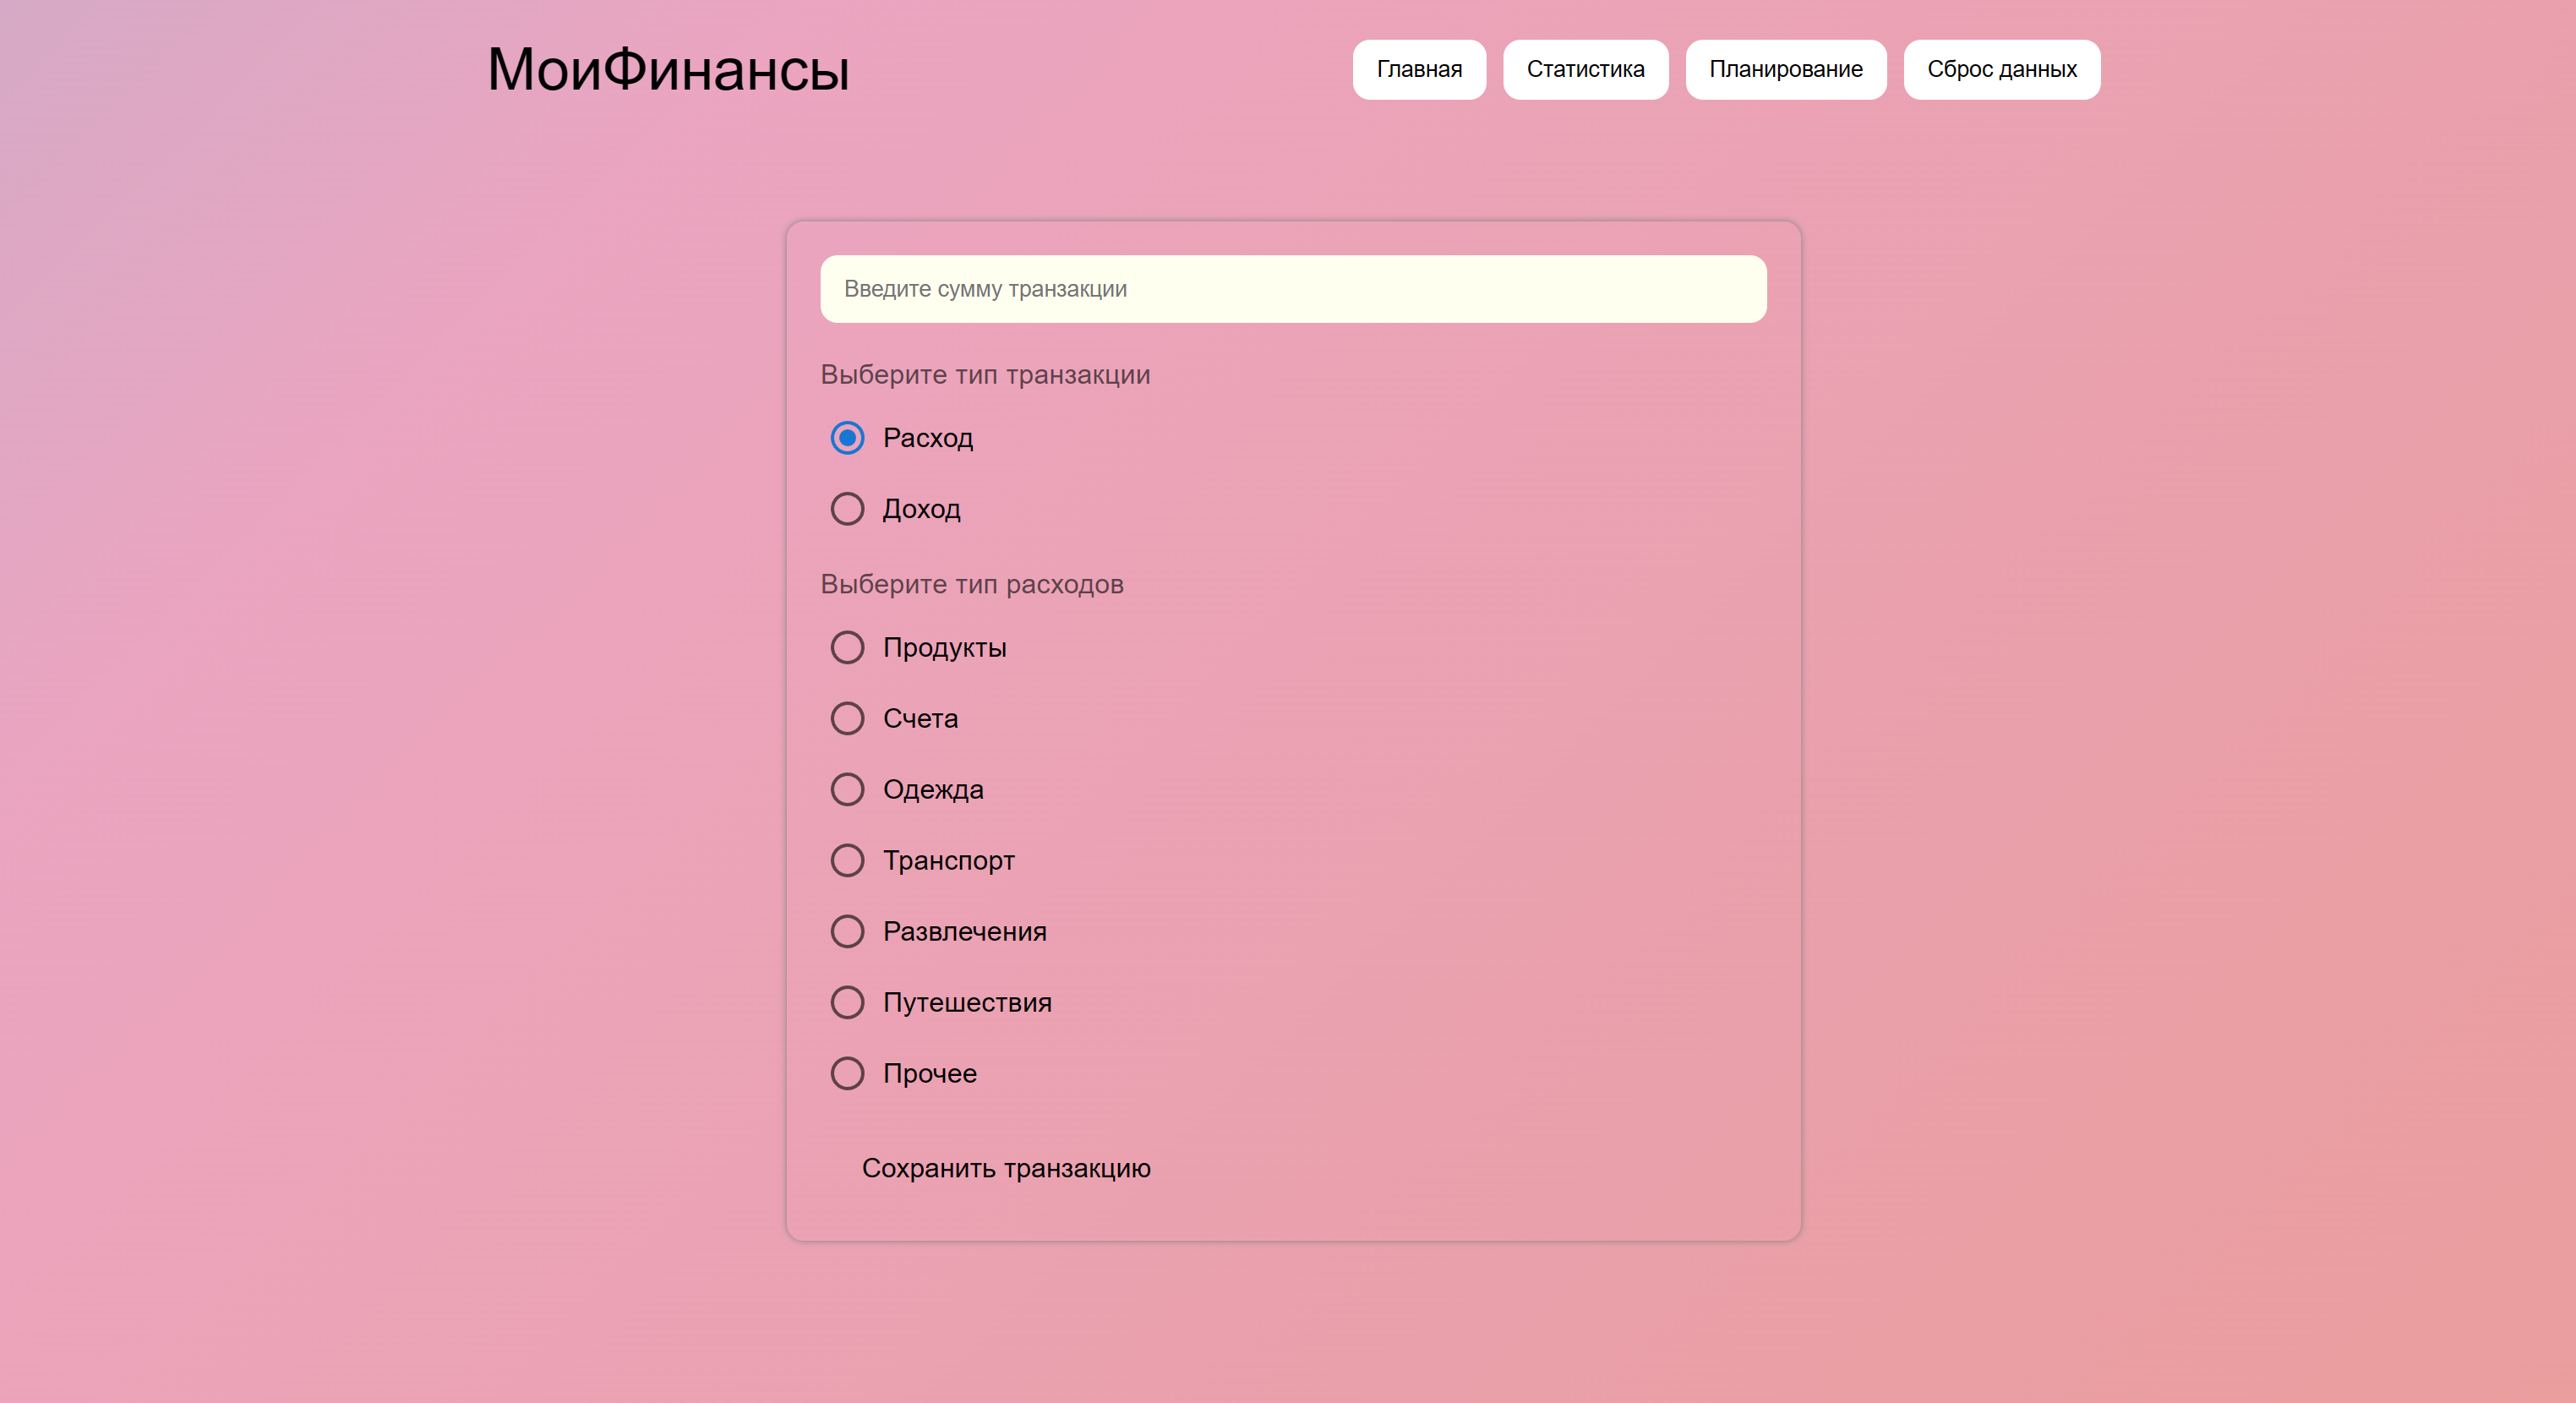 МоиФинансы
Главная
Статистика
Планирование
Сброс данных
Введите сумму транзакции
Выберите тип транзакции
Расход
Доход
Выберите тип расходов
Продукты
Счета
Одежда
Транспорт
Развлечения
Путешествия
Прочее
Сохранить транзакцию